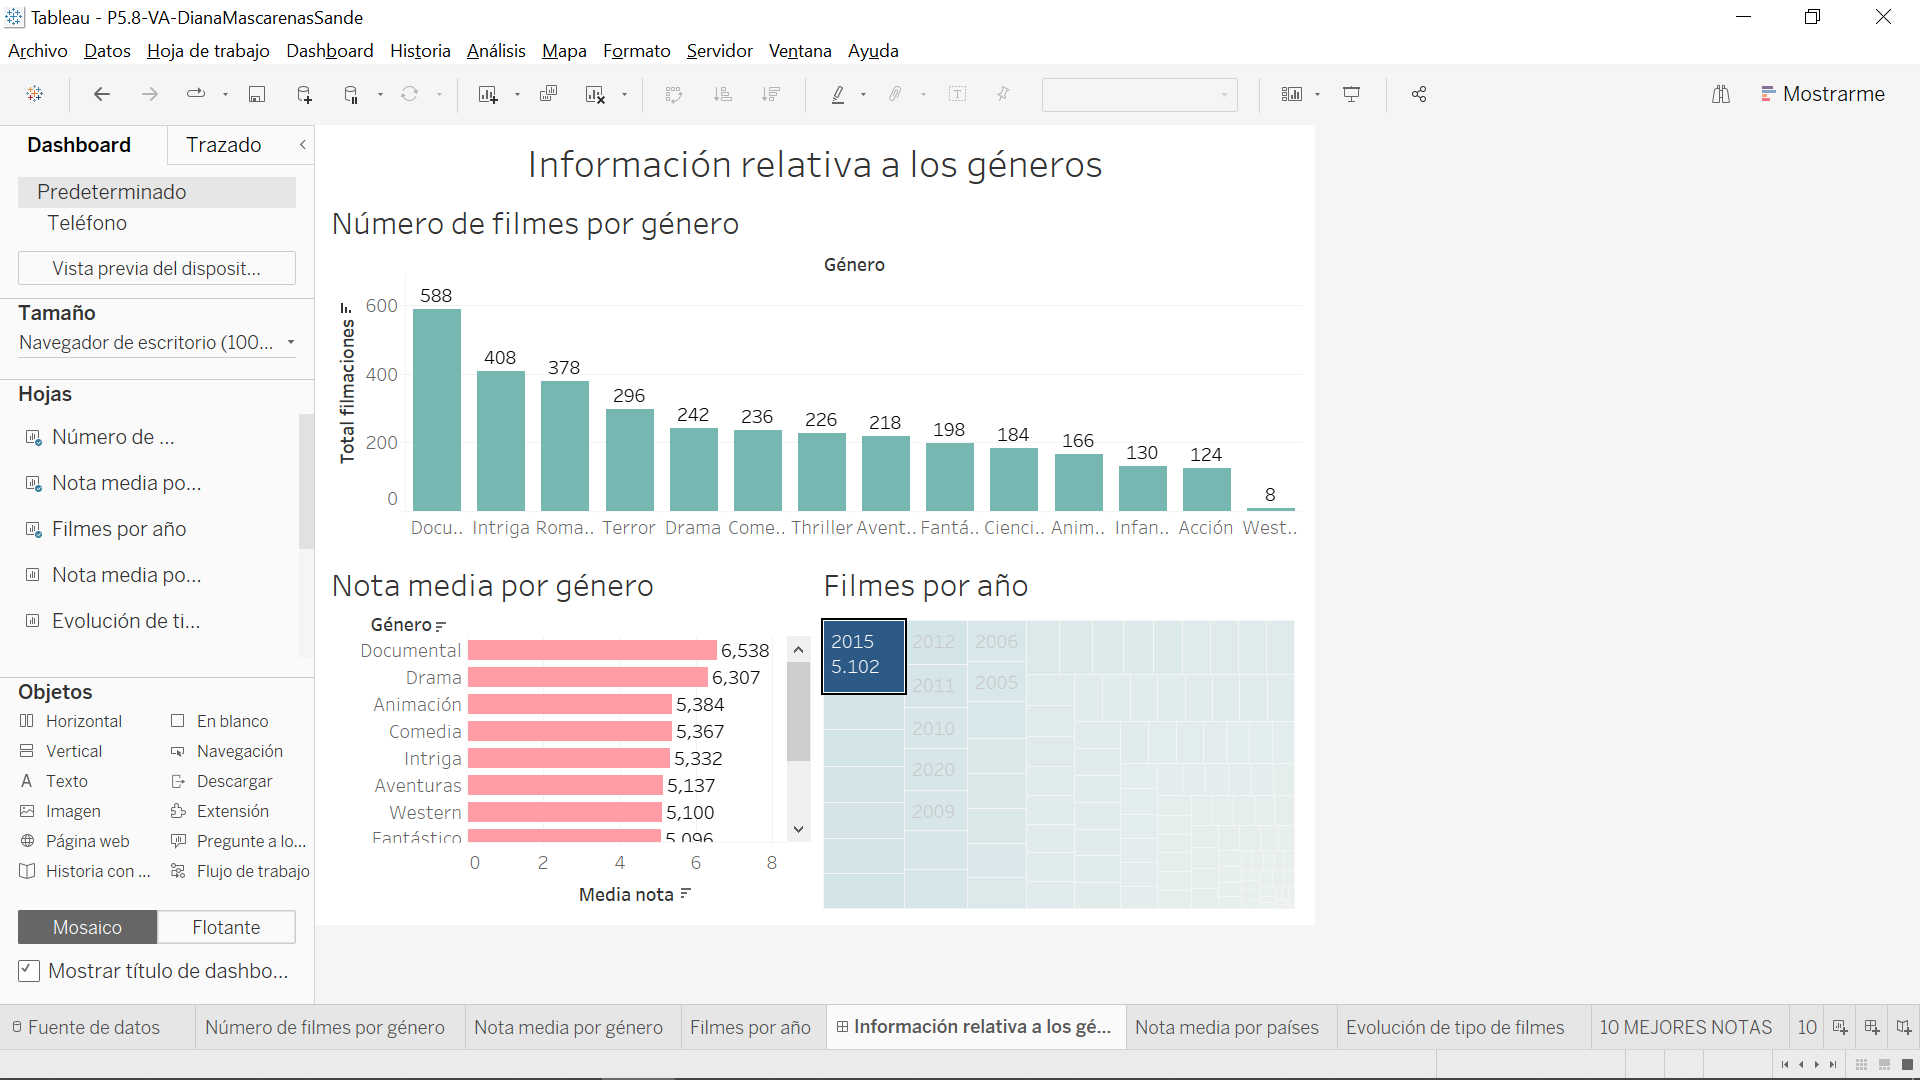 Tableau - P5.8-VA-DianaMascarenasSande
Archivo Datos Hoja de trabajo Dashboard Historia Análisis Mapa Formato Servidor Ventana Ayuda
Mostrarme
Dashboard Trazado
Predeterminado
Teléfono
Vista previa del disposit...
Tamaño
Navegador de escritorio (100...
Hojas
Número de ...
Nota media po...
Filmes por año
Nota media po...
Evolución de ti...
Objetos
Horizontal En blanco
Vertical Navegación
Texto Descargar
Imagen Extensión
Página web Pregunte a lo...
Historia con ... Flujo de trabajo
Mosaico Flotante
Mostrar título de dashbo...
Información relativa a los géneros
Número de filmes por género
Género
Total filmaciones
600
400
200
0
588 408 378 296 242 236 226 218 198 184 166 130 124 8
Docu.. Intriga Roma.. Terror Drama Come.. Thriller Avent.. Fantá.. Cienci.. Anim.. Infan.. Acción West..
Nota media por género
Género
Documental 6,538
Drama 6,307
Animación 5,384
Comedia 5,367
Intriga 5,332
Aventuras 5,137
Western 5,100
Fantástico 5,096
0 2 4 6 8
Media nota
Filmes por año
2015
5.102
2012
2011
2010
2020
2009
2006
2005
Fuente de datos Número de filmes por género Nota media por género Filmes por año Información relativa a los gé... Nota media por países Evolución de tipo de filmes 10 MEJORES NOTAS 10